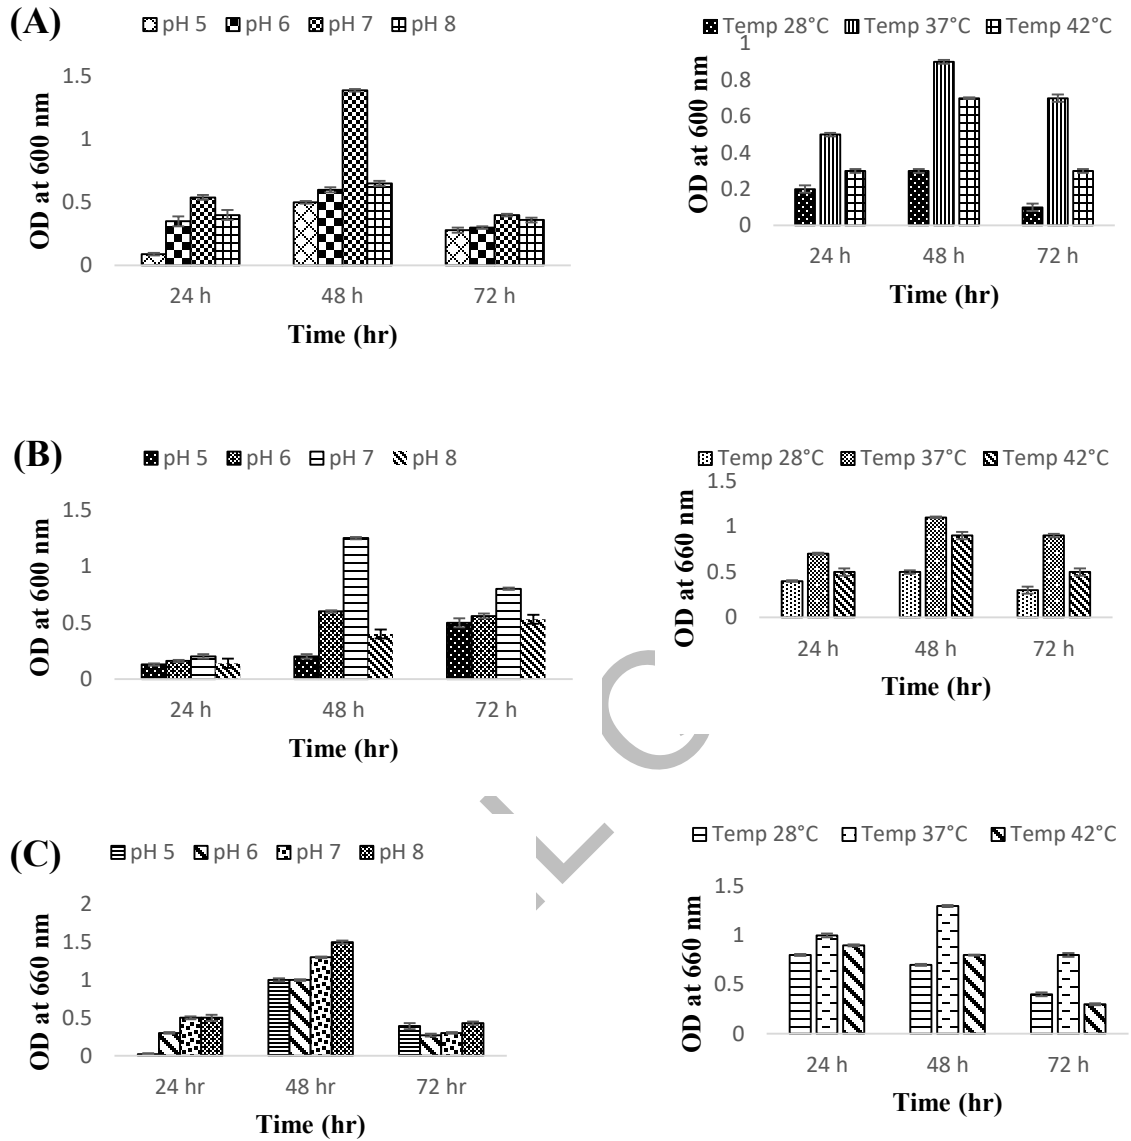 (A)
pH 5 pH 6 pH 7 pH 8
OD at 600 nm
1.5
1
0.5
0
24 h 48 h 72 h
Time (hr)
Temp 28°C Temp 37°C Temp 42°C
OD at 600 nm
1
0.8
0.6
0.4
0.2
0
24 h 48 h 72 h
Time (hr)
(B)
pH 5 pH 6 pH 7 pH 8
OD at 600 nm
1.5
1
0.5
0
24 h 48 h 72 h
Time (hr)
Temp 28°C Temp 37°C Temp 42°C
OD at 660 nm
1.5
1
0.5
0
24 h 48 h 72 h
Time (hr)
(C)
pH 5 pH 6 pH 7 pH 8
OD at 660 nm
2
1.5
1
0.5
0
24 hr 48 hr 72 hr
Time (hr)
Temp 28°C Temp 37°C Temp 42°C
OD at 660 nm
1.5
1
0.5
0
24 h 48 h 72 h
Time (hr)